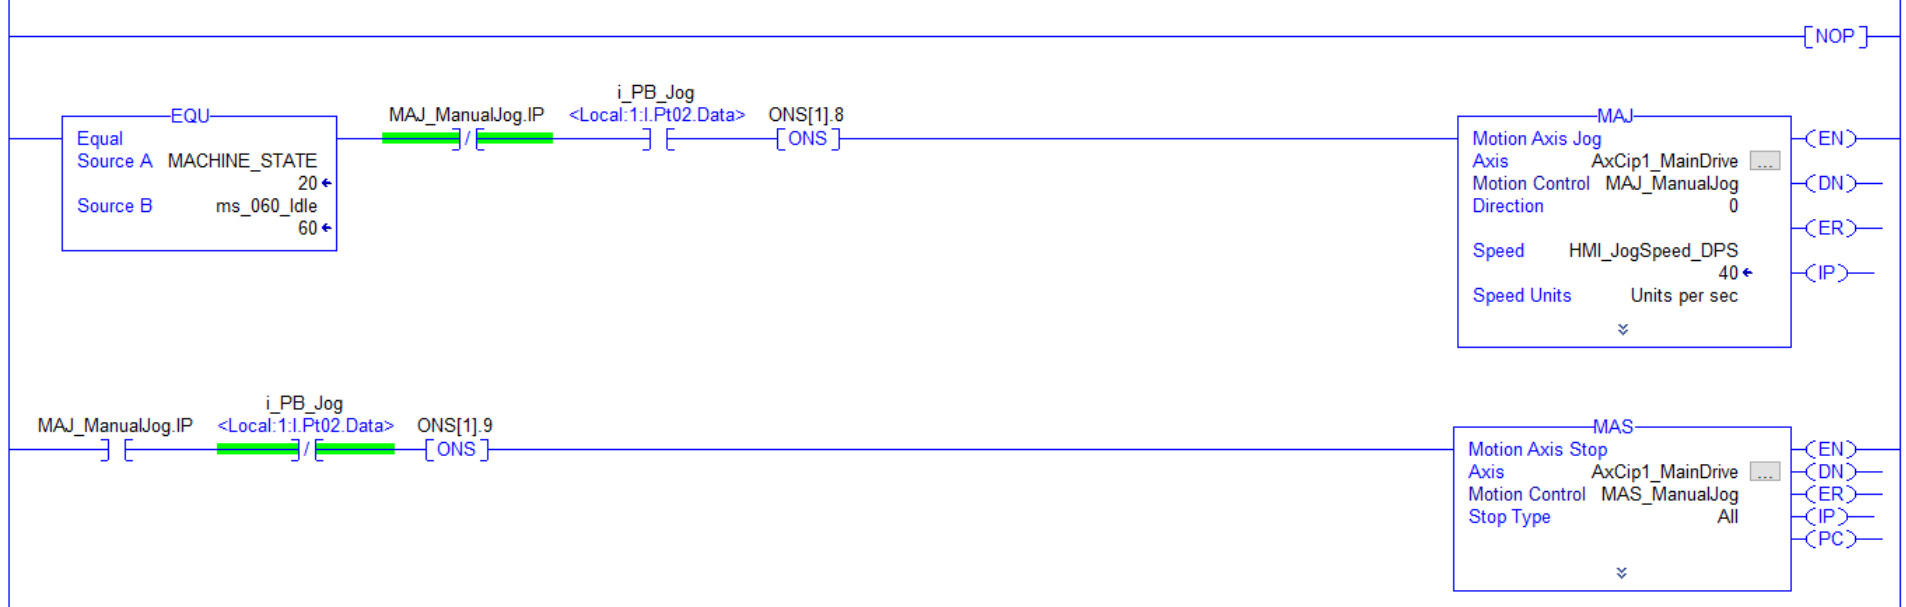 NOP
EQU
Equal
Source A MACHINE_STATE
20
Source B ms_060_Idle
60
MAJ_ManualJog.IP
i_PB_Jog
<Local:1:I.Pt02.Data>
ONS[1].8
ONS
MAJ
Motion Axis Jog
Axis AxCip1_MainDrive ...
Motion Control MAJ_ManualJog
Direction 0
Speed HMI_JogSpeed_DPS
40
Speed Units Units per sec
EN
DN
ER
IP
MAJ_ManualJog.IP
i_PB_Jog
<Local:1:I.Pt02.Data>
ONS[1].9
ONS
MAS
Motion Axis Stop
Axis AxCip1_MainDrive ...
Motion Control MAS_ManualJog
Stop Type All
EN
DN
ER
IP
PC